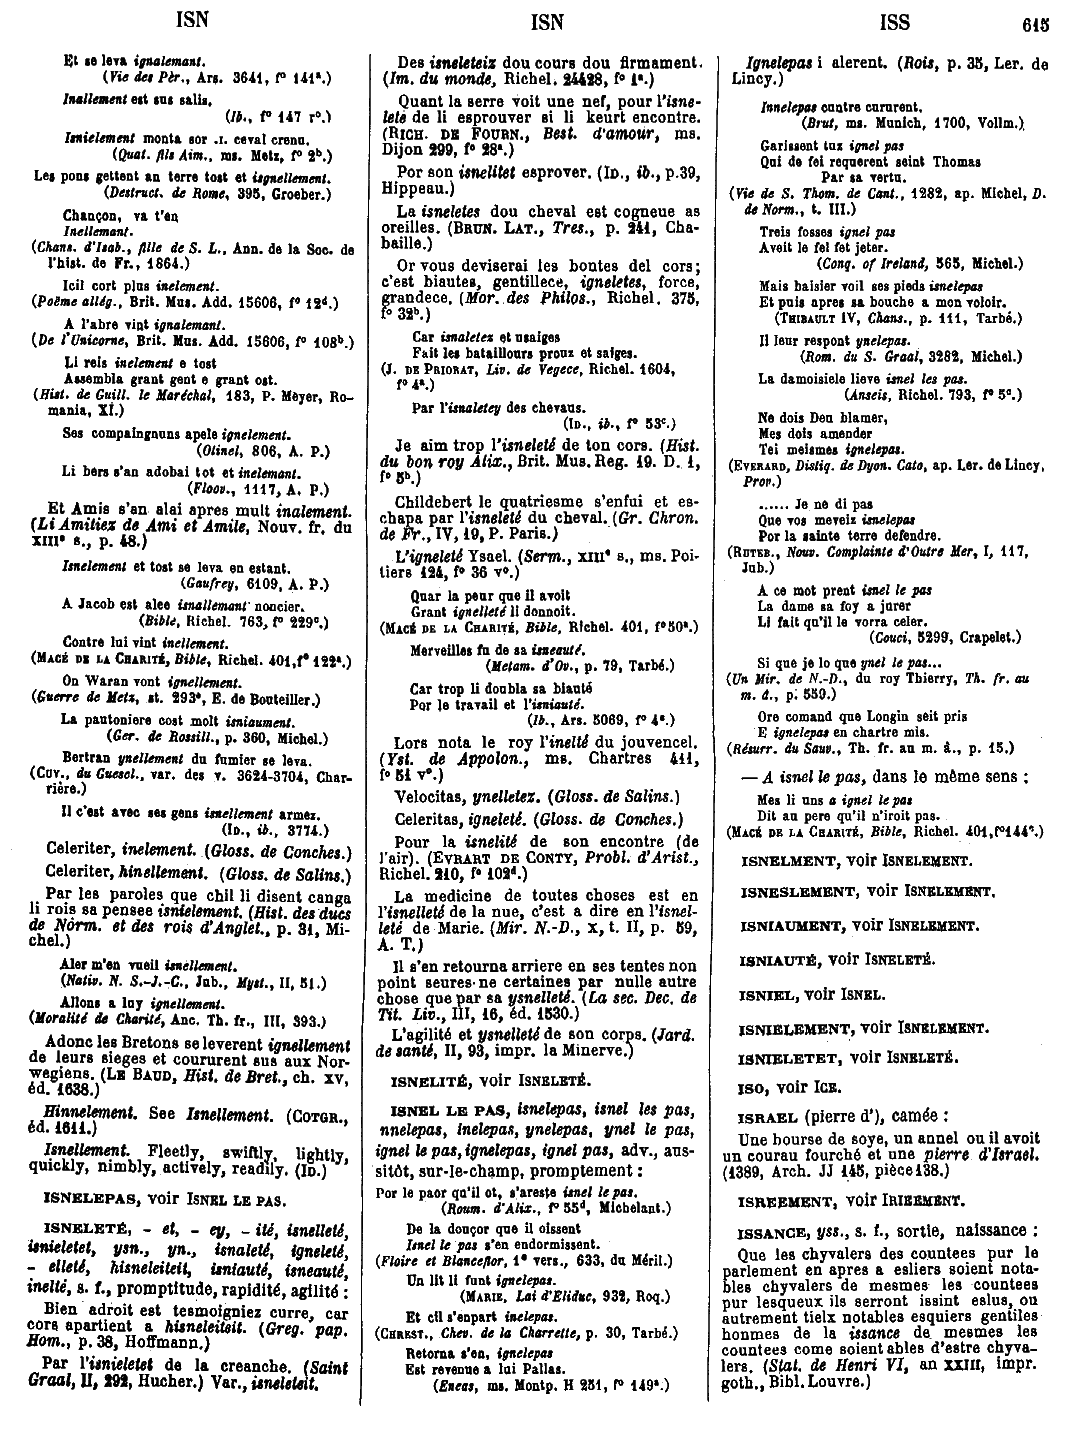 ISN
ISN
ISS 615
Et se leva ignalemant.
(Vie des Pèr., Ars. 3641, f° 141ª.)
Inallement est sus salis.
(Ib., f° 147 r°.)
Isnielement monta sor .I. ceval crenu.
(Quat. fils Aim., ms. Metz, f° 2ᵇ.)
Les pons gettent an terre tost et isgnellement.
(Destruct. de Rome, 395, Groeber.)
Chançon, va t'en
Inellemant.
(Chans. d'Isab., fille de S. L., Ann. de la Soc. de
l'hist. de Fr., 1864.)
Icil cort plus inelement.
(Poëme allég., Brit. Mus. Add. 15606, f° 12ᵈ.)
A l'abre vint ignalemant.
(De l'Unicorne, Brit. Mus. Add. 15606, f° 108ᵇ.)
Li reis inelement e tost
Assembla grant gent e grant ost.
(Hist. de Guill. le Maréchal, 183, P. Meyer, Ro-
mania, XI.)
Ses compaingnuns apele ignelement.
(Otinel, 806, A. P.)
Li bers s'an adobai tot et inelemant.
(Floov., 1117, A. P.)
Et Amis s'an alai apres mult inalement.
(Li Amitiez de Ami et Amile, Nouv. fr. du
XIIIᵉ s., p. 48.)
Isnelement et tost se leva en estant.
(Gaufrey, 6109, A. P.)
A Jacob est alee isnallemant noncier.
(Bible, Richel. 763, f° 229ᶜ.)
Contre lui vint inellement.
(MACÉ DE LA CHARITÉ, Bible, Richel. 401, f° 122ª.)
On Waran vont ignellement.
(Guerre de Metz, st. 293ᵉ, E. de Bouteiller.)
La pautoniere cost molt isniaument.
(Ger. de Rossill., p. 360, Michel.)
Bertran ynellement du fumier se leva.
(CUV., du Guescl., var. des v. 3624-3704, Char-
rière.)
Il c'est avec ses gens isnellement armez.
(ID., ib., 3774.)
Celeriter, inelement. (Gloss. de Conches.)
Celeriter, hinellement. (Gloss. de Salins.)
Par les paroles que chil li disent canga
li rois sa pensee isnielement. (Hist. des ducs
de Norm. et des rois d'Anglet., p. 31, Mi-
chel.)
Aler m'en vueil isnellement.
(Nativ. N. S.-J.-C., Jub., Myst., II, 51.)
Allons a luy ignellement.
(Moralité de Charité, Anc. Th. fr., III, 393.)
Adonc les Bretons se leverent ignellement
de leurs sieges et coururent sus aux Nor-
wegiens. (LE BAUD, Hist. de Bret., ch. XV,
éd. 1638.)
Hinnelement. See Isnellement. (COTGR.,
éd. 1611.)
Isnellement. Fleetly, swiftly, lightly,
quickly, nimbly, actively, readily. (ID.)
ISNELEPAS, voir ISNEL LE PAS.
ISNELETÉ, - et, - ey, - ité, isnelleté,
isnieletet, ysn., yn., isnaleté, igneleté,
- elleté, hisneleiteit, isniauté, isneauté,
inelté, s. f., promptitude, rapidité, agilité :
Bien adroit est tesmoigniez curre, car
cors apartient a hisneleiteit. (Greg. pap.
Hom., p. 38, Hoffmann.)
Par l'isnieletet de la creanche. (Saint
Graal, II, 292, Hucher.) Var., isneleteit.
Des isneleteiz dou cours dou firmament.
(Im. du monde, Richel. 24428, f° 1ª.)
Quant la serre voit une nef, pour l'isne-
leté de li esprouver si li keurt encontre.
(RICH. DE FOURN., Best. d'amour, ms.
Dijon 299, f° 28ª.)
Por son isnelitet esprover. (ID., ib., p.39,
Hippeau.)
La isneletes dou cheval est cogneue as
oreilles. (BRUN. LAT., Tres., p. 241, Cha-
baille.)
Or vous deviserai les bontes del cors;
c'est biautes, gentillece, igneletes, force,
grandece. (Mor. des Philos., Richel. 375,
f° 32ᵇ.)
Car isnaletez et usaiges
Fait les batailleurs prouz et saiges.
(J. DE PRIORAT, Liv. de Vegece, Richel. 1604,
f° 4ª.)
Par l'isnaletey des chevaus.
(ID., ib., f° 53ᶜ.)
Je aim trop l'isneleté de ton cors. (Hist.
du bon roy Alix., Brit. Mus. Reg. 19. D. 1,
f° 5ᵇ.)
Childebert le quatriesme s'enfui et es-
chapa par l'isneleté du cheval. (Gr. Chron.
de Fr., IV, 19, P. Paris.)
L'igneleté Ysael. (Serm., XIIIᵉ s., ms. Poi-
tiers 124, f° 36 v°.)
Quar la peur que il avoit
Grant ignelleté li donnoit.
(MACÉ DE LA CHARITÉ, Bible, Richel. 401, f° 50ª.)
Merveilles fu de sa isneauté.
(Metam. d'Ov., p. 79, Tarbé.)
Car trop li doubla sa biauté
Por le travail et l'isniauté.
(Ib., Ars. 5069, f° 4ª.)
Lors nota le roy l'inelté du jouvencel.
(Yst. de Appolon., ms. Chartres 411,
f° 51 v°.)
Velocitas, ynelletez. (Gloss. de Salins.)
Celeritas, igneleté. (Gloss. de Conches.)
Pour la isnelité de son encontre (de
l'air). (EVRART DE CONTY, Probl. d'Arist.,
Richel. 210, f° 102ᵈ.)
La medicine de toutes choses est en
l'isnelleté de la nue, c'est a dire en l'isnel-
leté de Marie. (Mir. N.-D., X, t. II, p. 59,
A. T.)
Il s'en retourna arriere en ses tentes non
point seures ne certaines par nulle autre
chose que par sa ysnelleté. (La sec. Dec. de
Tit. Liv., III, 16, éd. 1530.)
L'agilité et ysnelleté de son corps. (Jard.
de santé, II, 93, impr. la Minerve.)
ISNELITÉ, voir ISNELETÉ.
ISNEL LE PAS, isnelepas, isnel les pas,
nnelepas, inelepas, ynelepas, ynel le pas,
ignel le pas, ignelepas, ignel pas, adv., aus-
sitôt, sur-le-champ, promptement :
Por le paor qu'il ot, s'areste isnel le pas.
(Roum. d'Alix., f° 55ᵈ, Michelant.)
De la douçor que il oissent
Isnel le pas s'en endormissent.
(Floire et Blanceflor, 1ᵉ vers., 633, du Méril.)
Un lit li funt ignelepas.
(MARIE, Lai d'Eliduc, 932, Roq.)
Et cil s'enpart inelepas.
(CHREST., Chev. de la Charrette, p. 30, Tarbé.)
Retorna s'en, ignelepas
Est revenue a lui Pallas.
(Eneas, ms. Montp. H 251, f° 149ª.)
Ignelepas i alerent. (Rois, p. 35, Ler. de
Lincy.)
Innelepas cuntre cururent.
(Brut, ms. Munich, 1700, Vollm.)
Garissent tuz ignel pas
Qui de fei requerent seint Thomas
Par sa vertu.
(Vie de S. Thom. de Cant., 1282, ap. Michel, D.
de Norm., t. III.)
Treis fosses ignel pas
Aveit le fel fet jeter.
(Conq. of Ireland, 565, Michel.)
Mais baisier voil ses pieds isnelepas
Et puis apres sa bouche a mon voloir.
(THIBAULT IV, Chans., p. 111, Tarbé.)
Il leur respont ynelepas.
(Rom. du S. Graal, 3282, Michel.)
La damoisiele lieve isnel les pas.
(Anseis, Richel. 793, f° 5ᶜ.)
Ne dois Deu blamer,
Mes dois amender
Tei meismes ignelepas.
(EVERARD, Distiq. de Dyon. Cato, ap. Ler. de Lincy,
Prov.)
...... Je ne di pas
Que vos meveiz isnelepas
Por la sainte terre defendre.
(RUTEB., Nouv. Complainte d'Outre Mer, I, 117,
Jub.)
A ce mot prent isnel le pas
La dame sa foy a jurer
Li fait qu'il le vorra celer.
(Couci, 5299, Crapelet.)
Si que je lo que ynel le pas...
(Un Mir. de N.-D., du roy Thierry, Th. fr. au
m. â., p. 559.)
Ore comand que Longin seit pris
E ignelepas en chartre mis.
(Résurr. du Sauv., Th. fr. au m. â., p. 15.)
— A isnel le pas, dans le même sens :
Mes li uns a ignel le pas
Dit au pere qu'il n'iroit pas.
(MACÉ DE LA CHARITÉ, Bible, Richel. 401, f° 144ª.)
ISNELMENT, voir ISNELEMENT.
ISNESLEMENT, voir ISNELEMENT.
ISNIAUMENT, voir ISNELEMENT.
ISNIAUTÉ, voir ISNELETÉ.
ISNIEL, voir ISNEL.
ISNIELEMENT, voir ISNELEMENT.
ISNIELETET, voir ISNELETÉ.
ISO, voir ICE.
ISRAEL (pierre d'), camée :
Une bourse de soye, un annel ou il avoit
un courau fourché et une pierre d'Israel.
(1389, Arch. JJ 145, pièce 138.)
ISREEMENT, voir IRIEEMENT.
ISSANCE, yss., s. f., sortie, naissance :
Que les chyvalers des countees pur le
parlement en apres a esliers soient nota-
bles chyvalers de mesmes les countees
pur lesqueux ils serront issint eslus, ou
autrement tielx notables esquiers gentiles
honmes de la issance de mesmes les
countees come soient ables d'estre chyva-
lers. (Stat. de Henri VI, an XXIII, impr.
goth., Bibl. Louvre.)